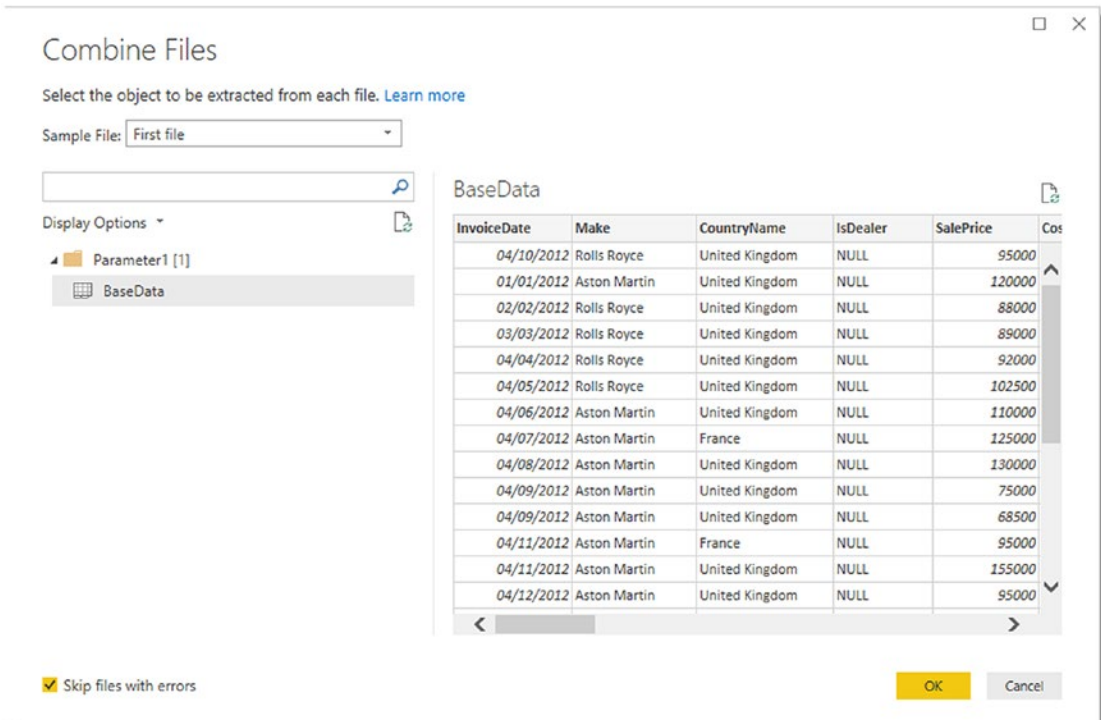 Combine Files
Select the object to be extracted from each file. Learn more
Sample File: First file
Display Options
Parameter1 [1]
BaseData
BaseData
InvoiceDate Make CountryName IsDealer SalePrice Cos
04/10/2012 Rolls Royce United Kingdom NULL 95000
01/01/2012 Aston Martin United Kingdom NULL 120000
02/02/2012 Rolls Royce United Kingdom NULL 88000
03/03/2012 Rolls Royce United Kingdom NULL 89000
04/04/2012 Rolls Royce United Kingdom NULL 92000
04/05/2012 Rolls Royce United Kingdom NULL 102500
04/06/2012 Aston Martin United Kingdom NULL 110000
04/07/2012 Aston Martin France NULL 125000
04/08/2012 Aston Martin United Kingdom NULL 130000
04/09/2012 Aston Martin United Kingdom NULL 75000
04/09/2012 Aston Martin United Kingdom NULL 68500
04/11/2012 Aston Martin France NULL 95000
04/11/2012 Aston Martin United Kingdom NULL 155000
04/12/2012 Aston Martin United Kingdom NULL 95000
Skip files with errors
OK Cancel